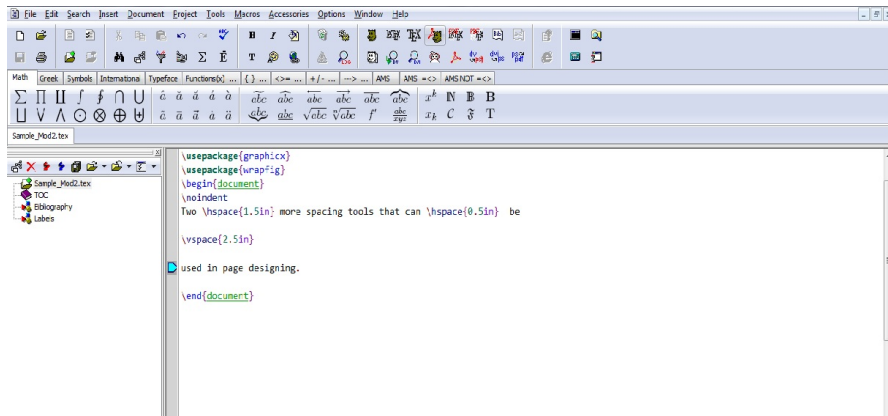 File Edit Search Insert Document Project Tools Macros Accessories Options Window Help
Math Greek Symbols International Typeface Functions(x) ... { } ... <>= ... +/- ... --> ... AMS AMS =<> AMS NOT =<>
Sample_Mod2.tex
Sample_Mod2.tex
TOC
Bibliography
Labels
\usepackage{graphicx}
\usepackage{wrapfig}
\begin{document}
\noindent
Two \hspace{1.5in} more spacing tools that can \hspace{0.5in} be
\vspace{2.5in}
used in page designing.
\end{document}